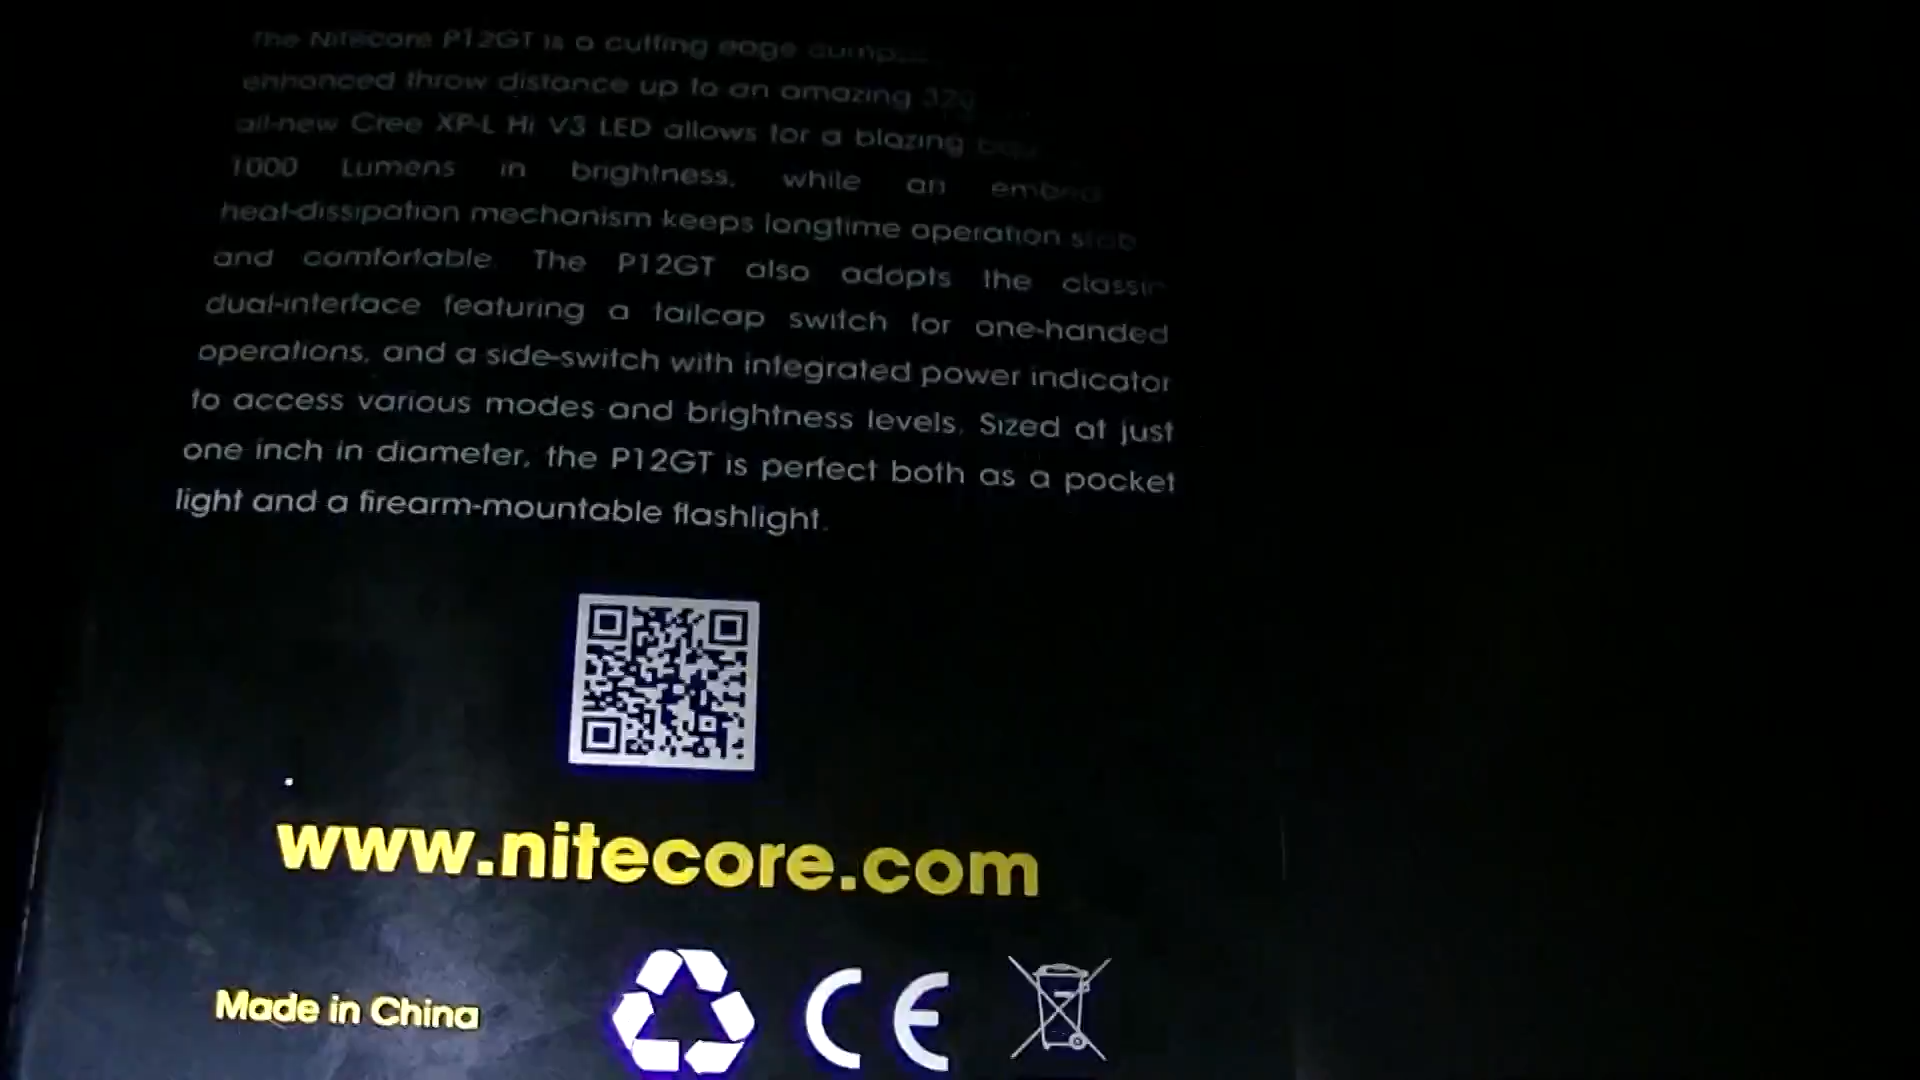 The Nitecore P12GT is a cutting edge
enhanced throw distance up to an amazing
all-new Cree XP-L Hi V3 LED allows for a blazing
1000 Lumens in brightness, while an
heat-dissipation mechanism keeps longtime operation
and comfortable. The P12GT also adopts the classic
dual-interface featuring a tailcap switch for one-handed
operations, and a side-switch with integrated power indicator
to access various modes and brightness levels. Sized at just
one inch in diameter, the P12GT is perfect both as a pocket
light and a firearm-mountable flashlight.
www.nitecore.com
Made in China
CE